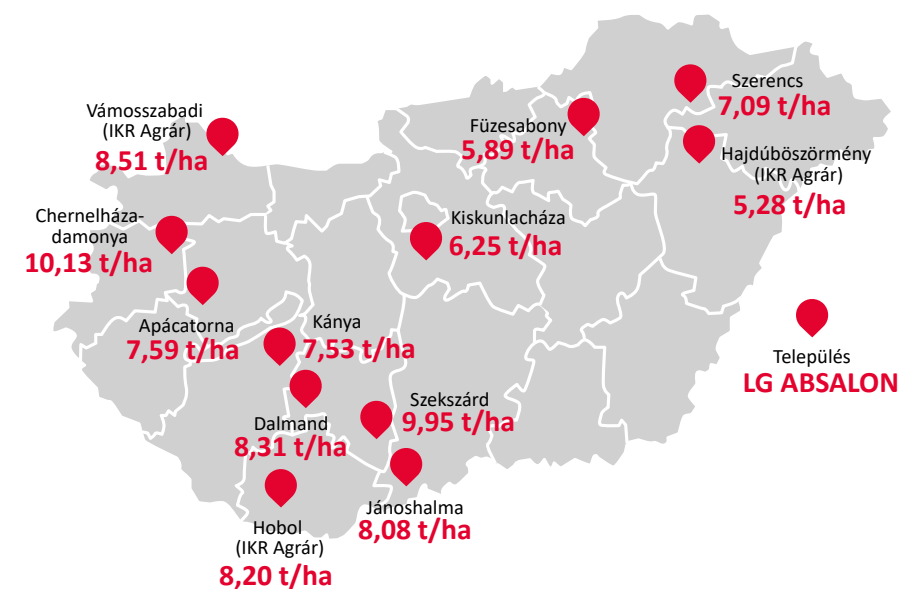 Szerencs
7,09 t/ha
Vámosszabadi
(IKR Agrár)
8,51 t/ha
Füzesabony
5,89 t/ha
Hajdúböszörmény
(IKR Agrár)
5,28 t/ha
Chernelháza-
damonya
10,13 t/ha
Kiskunlacháza
6,25 t/ha
Apácatorna
7,59 t/ha
Kánya
7,53 t/ha
Település
LG ABSALON
Dalmand
8,31 t/ha
Szekszárd
9,95 t/ha
Jánoshalma
8,08 t/ha
Hobol
(IKR Agrár)
8,20 t/ha